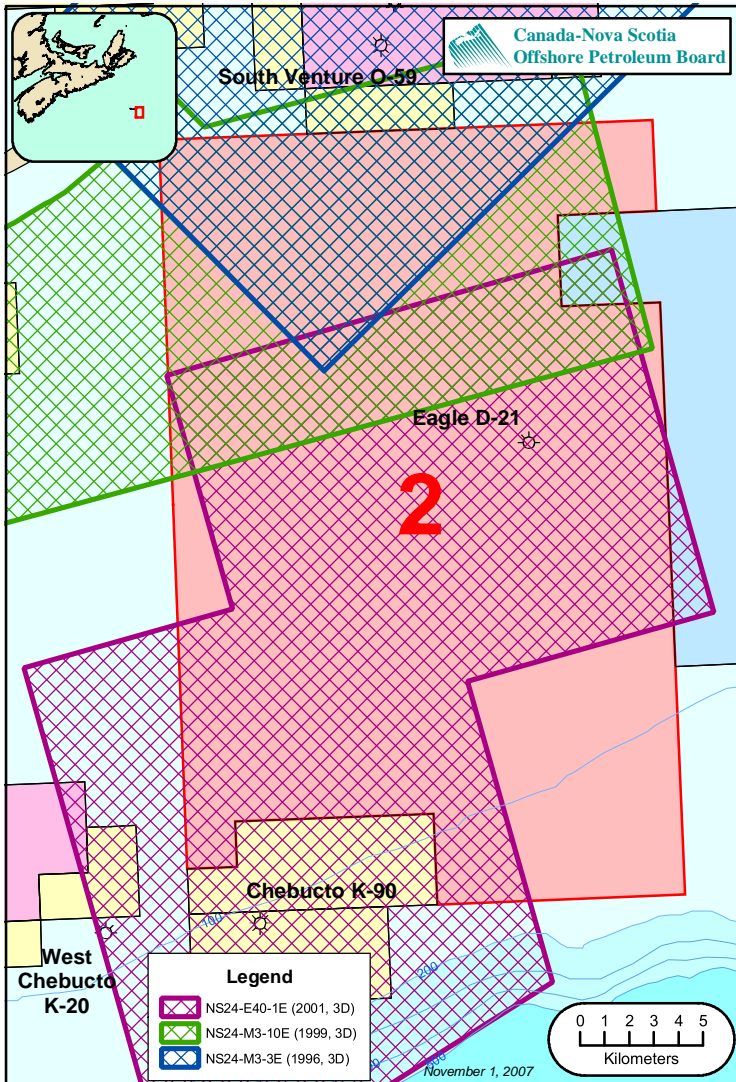 Canada-Nova Scotia
Offshore Petroleum Board
South Venture O-59
Eagle D-21
2
Chebucto K-90
100
200
West
Chebucto
K-20
Legend
NS24-E40-1E (2001, 3D)
NS24-M3-10E (1999, 3D)
NS24-M3-3E (1996, 3D)
0 1 2 3 4 5
Kilometers
November 1, 2007